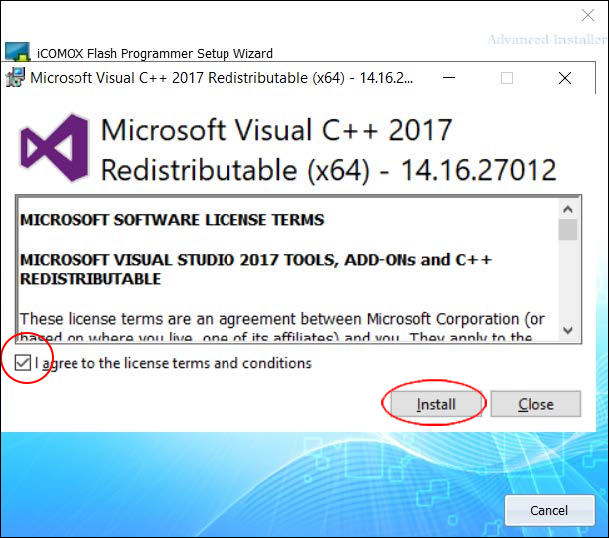 Advanced Installer
iCOMOX Flash Programmer Setup Wizard
Microsoft Visual C++ 2017 Redistributable (x64) - 14.16.2...
Microsoft Visual C++ 2017
Redistributable (x64) - 14.16.27012
MICROSOFT SOFTWARE LICENSE TERMS
MICROSOFT VISUAL STUDIO 2017 TOOLS, ADD-ONs and C++
REDISTRIBUTABLE
These license terms are an agreement between Microsoft Corporation (or
based on where you live, one of its affiliates) and you. They apply to the
I agree to the license terms and conditions
Install
Close
Cancel